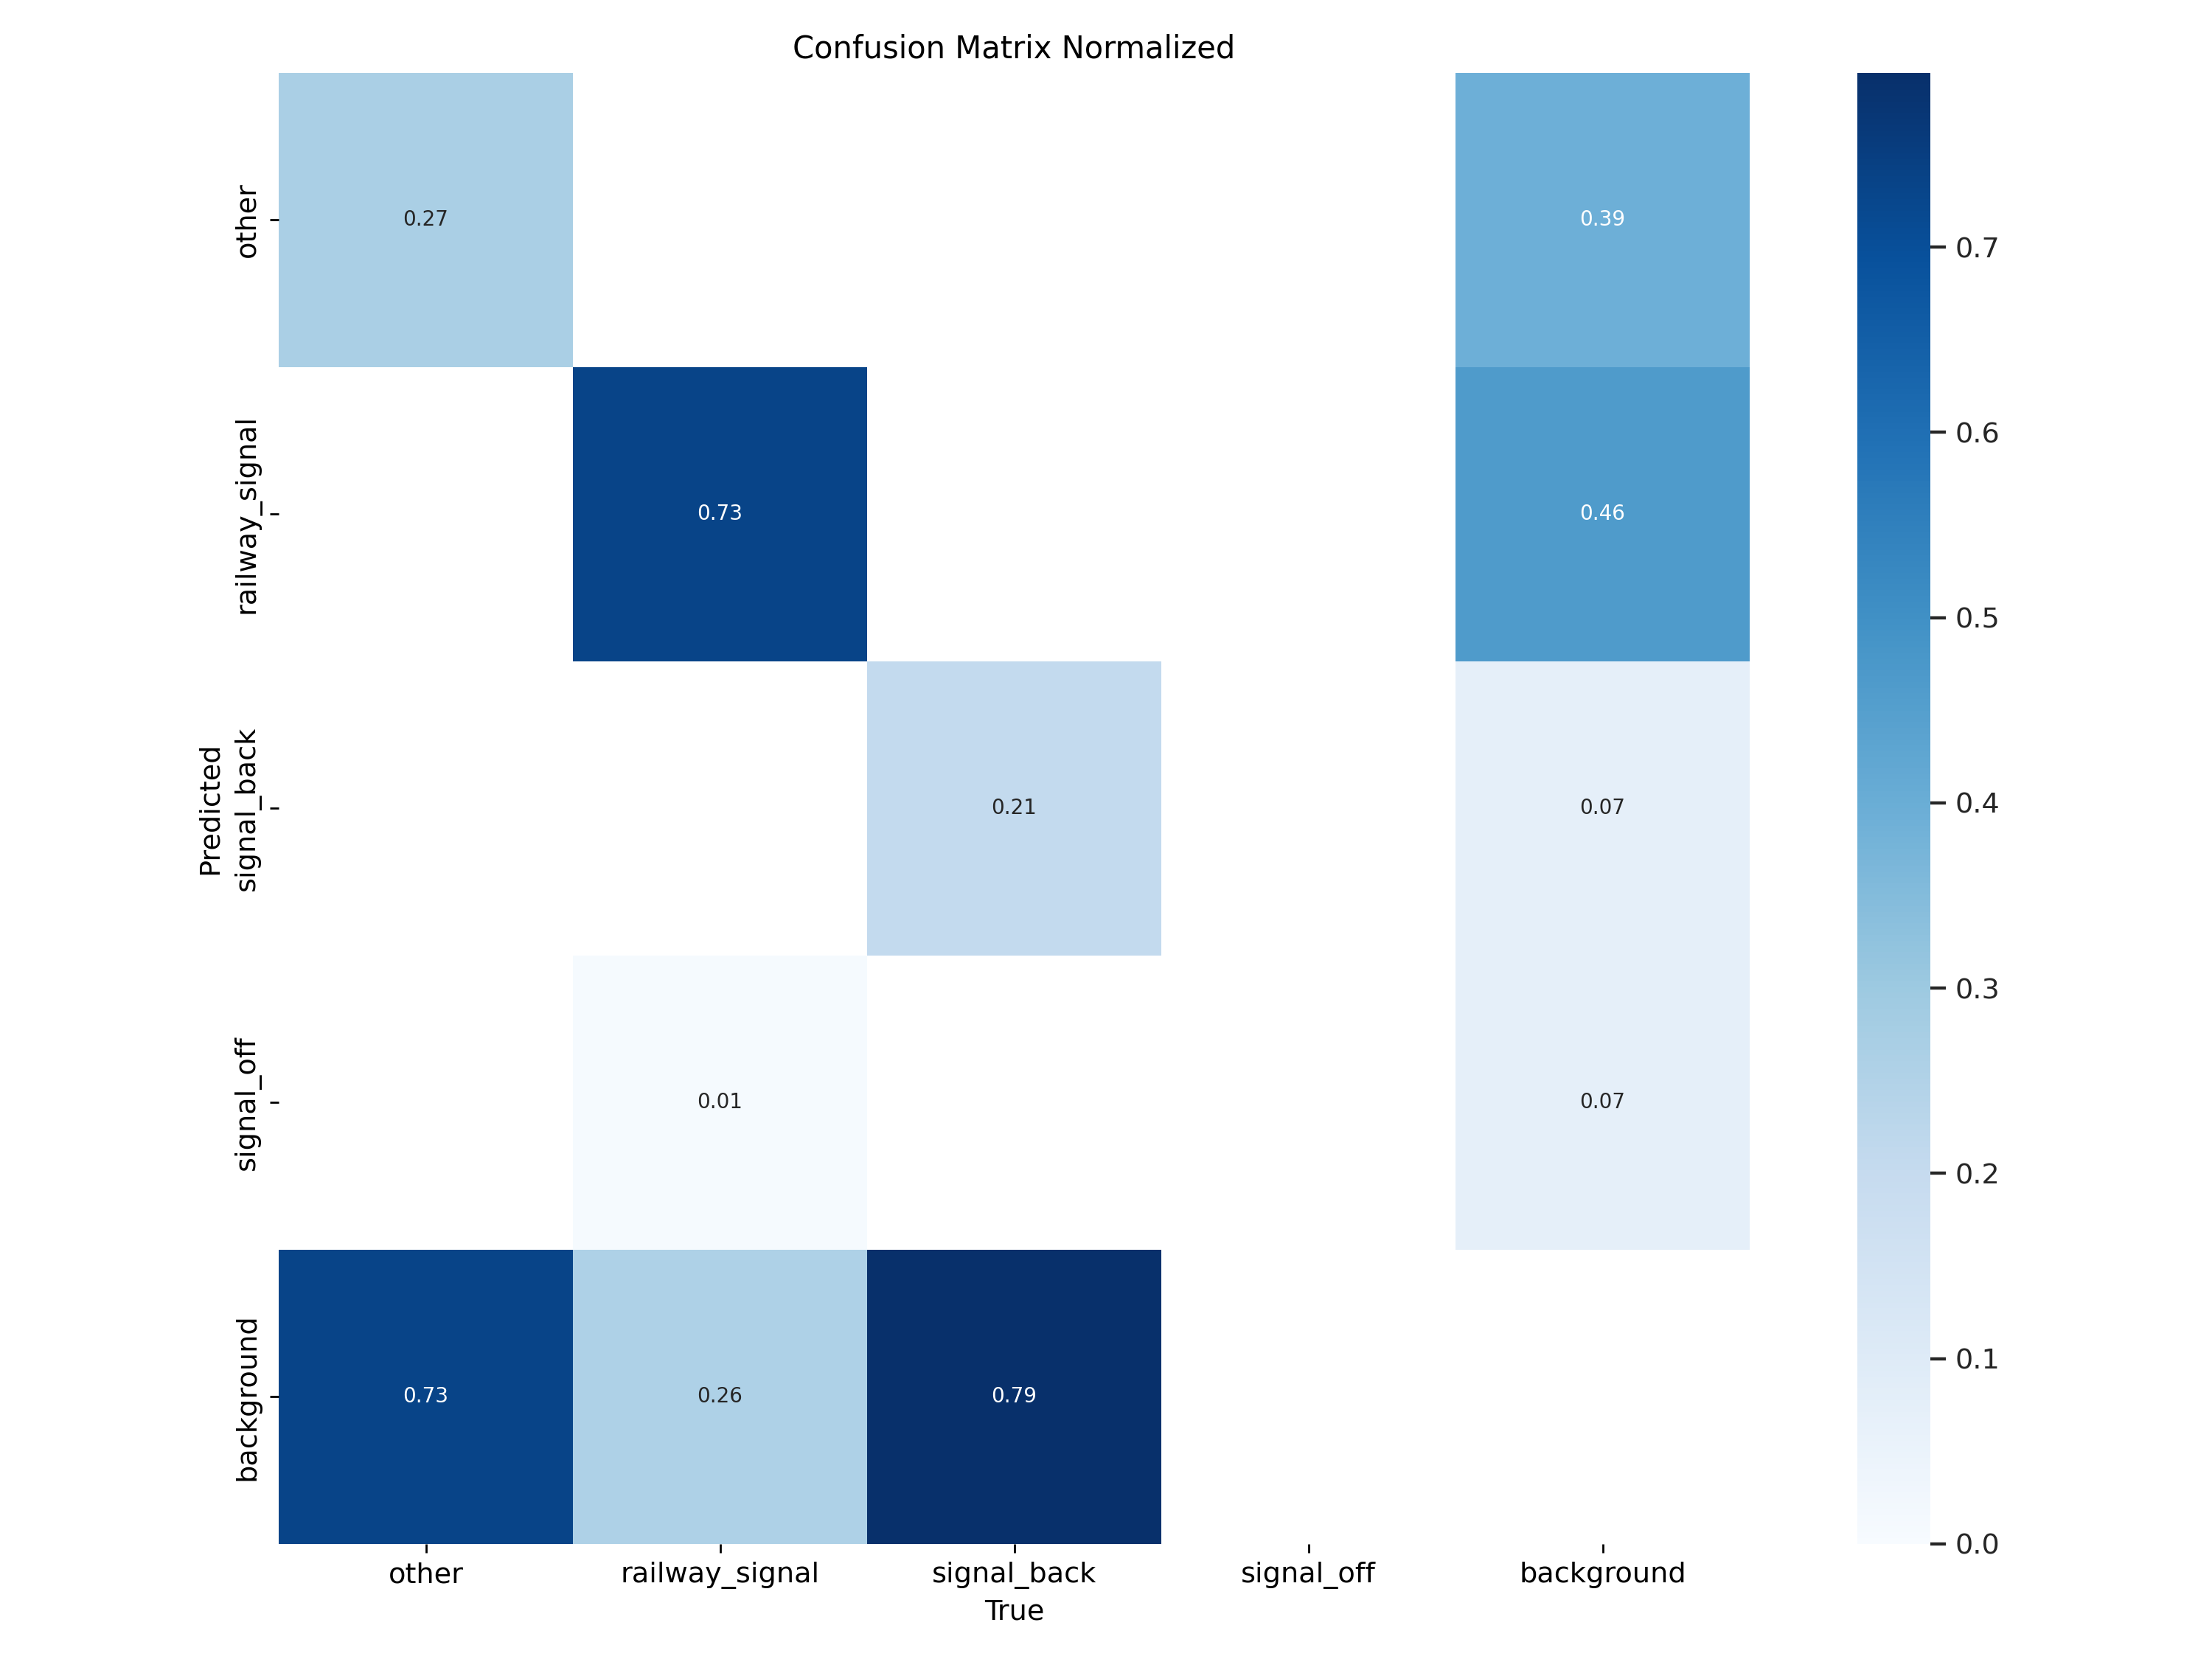 Confusion Matrix Normalized
other
0.27
0.39
0.7
0.6
railway_signal
0.73
0.46
0.5
0.4
Predicted
signal_back
0.21
0.07
0.3
0.2
signal_off
0.01
0.07
0.1
background
0.73
0.26
0.79
0.0
other
railway_signal
signal_back
signal_off
background
True